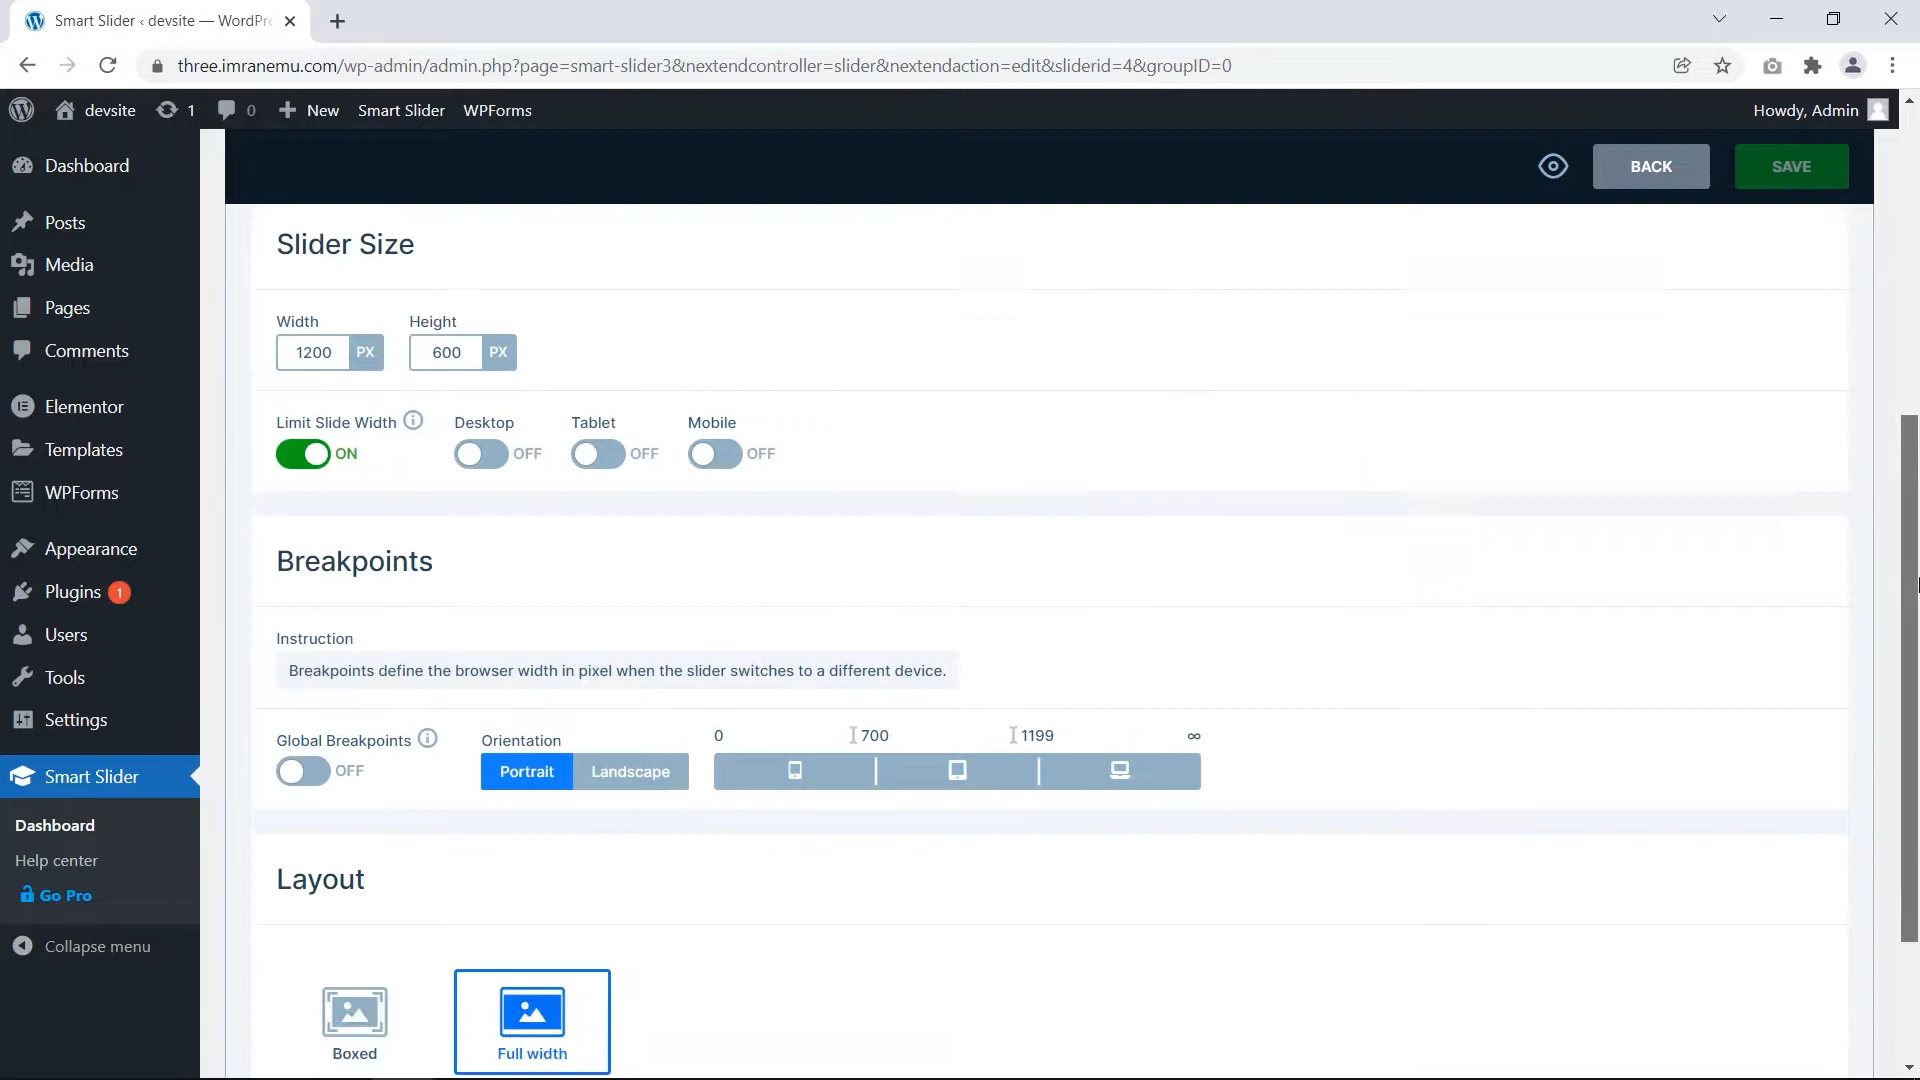 Smart Slider ‹ devsite — WordPre
three.imranemu.com/wp-admin/admin.php?page=smart-slider3&nextendcontroller=slider&nextendaction=edit&sliderid=4&groupID=0
devsite 1 0 New Smart Slider WPForms Howdy, Admin
Dashboard
Posts
Media
Pages
Comments
Elementor
Templates
WPForms
Appearance
Plugins 1
Users
Tools
Settings
Smart Slider
Dashboard
Help center
Go Pro
Collapse menu
BACK SAVE
Slider Size
Width Height
1200 PX 600 PX
Limit Slide Width Desktop Tablet Mobile
ON OFF OFF OFF
Breakpoints
Instruction
Breakpoints define the browser width in pixel when the slider switches to a different device.
Global Breakpoints Orientation 0 700 1199 ∞
OFF Portrait Landscape
Layout
Boxed Full width